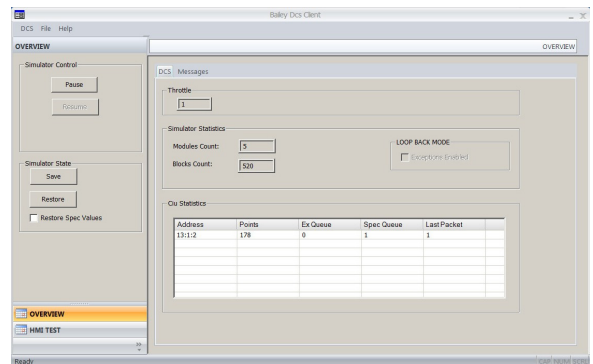 Bailey Dcs Client
DCS File Help
OVERVIEW
OVERVIEW
Simulator Control
Pause
Resume
Simulator State
Save
Restore
Restore Spec Values
OVERVIEW
HMI TEST
DCS Messages
Throttle
1
Simulator Statistics
Modules Count: 5
Blocks Count: 520
LOOP BACK MODE
Exceptions Enabled
Ciu Statistics
Address Points Ex Queue Spec Queue Last Packet
13:1:2 178 0 1 1
Ready
CAP NUM SCRL